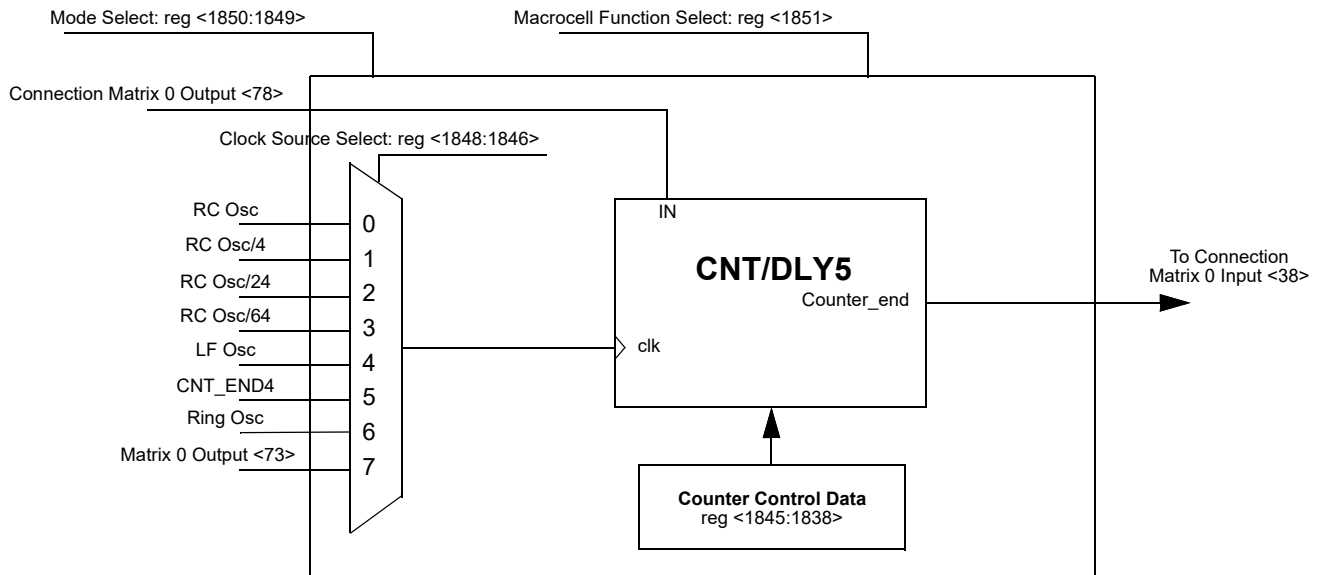 Mode Select: reg <1850:1849>
Macrocell Function Select: reg <1851>
Connection Matrix 0 Output <78>
Clock Source Select: reg <1848:1846>
RC Osc
RC Osc/4
RC Osc/24
RC Osc/64
LF Osc
CNT_END4
Ring Osc
Matrix 0 Output <73>
0
1
2
3
4
5
6
7
IN
CNT/DLY5
Counter_end
clk
To Connection
Matrix 0 Input <38>
Counter Control Data
reg <1845:1838>